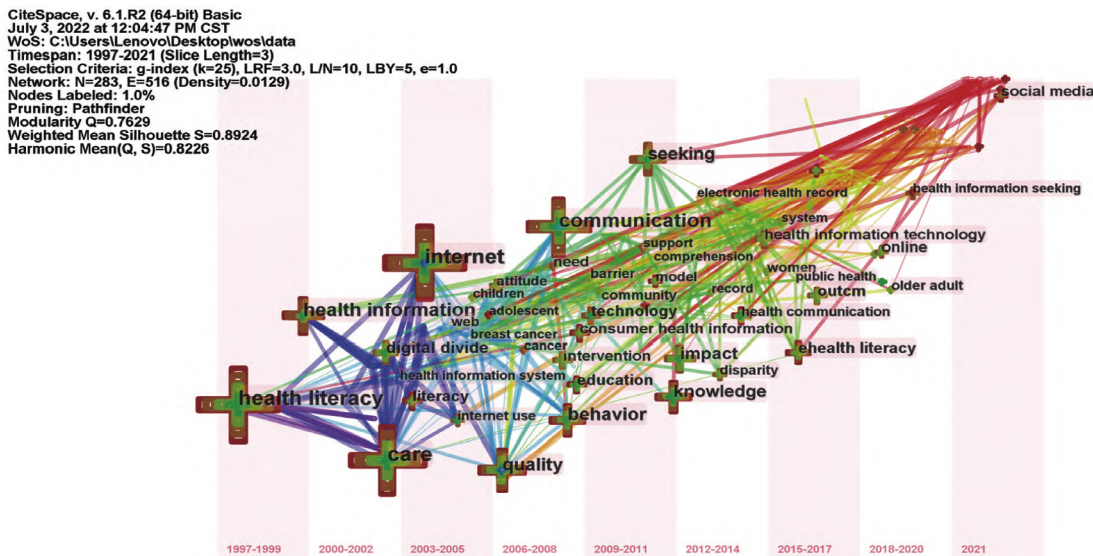 CiteSpace, v. 6.1.R2 (64-bit) Basic
July 3, 2022 at 12:04:47 PM CST
WoS: C:\Users\Lenovo\Desktop\wos\data
Timespan: 1997-2021 (Slice Length=3)
Selection Criteria: g-index (k=25), LRF=3.0, L/N=10, LBY=5, e=1.0
Network: N=283, E=516 (Density=0.0129)
Nodes Labeled: 1.0%
Pruning: Pathfinder
Modularity Q=0.7629
Weighted Mean Silhouette S=0.8924
Harmonic Mean(Q, S)=0.8226
social media
seeking
electronic health record
health information seeking
communication
system
health information technology
support
online
internet
comprehension
need
barrier
model
women
public health
attitude
children
community
record
outcm
older adult
health information
adolescent
technology
health communication
web
breast cancer
consumer health information
digital divide
cancer
intervention
impact
ehealth literacy
health information system
disparity
education
health literacy
literacy
knowledge
internet use
behavior
care
quality
1997-1999
2000-2002
2003-2005
2006-2008
2009-2011
2012-2014
2015-2017
2018-2020
2021